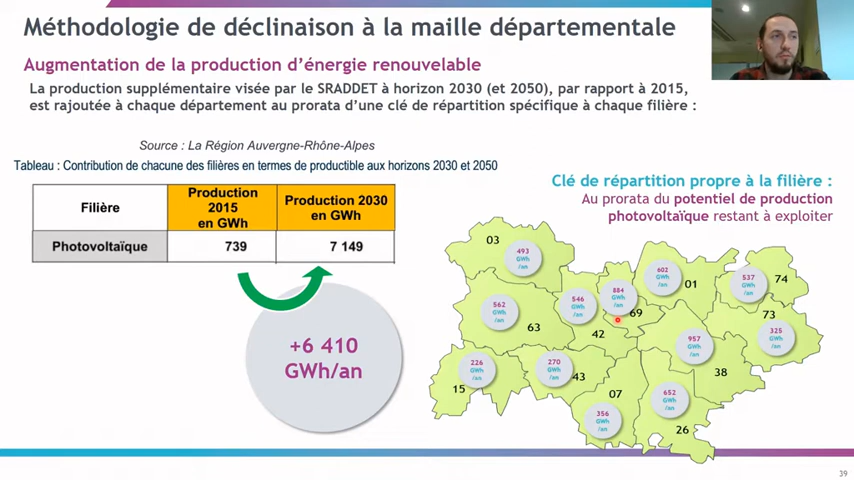 Méthodologie de déclinaison à la maille départementale
Augmentation de la production d'énergie renouvelable
La production supplémentaire visée par le SRADDET à horizon 2030 (et 2050), par rapport à 2015,
est rajoutée à chaque département au prorata d'une clé de répartition spécifique à chaque filière :
Source : La Région Auvergne-Rhône-Alpes
Tableau : Contribution de chacune des filières en termes de productible aux horizons 2030 et 2050
Filière
Production
2015
en GWh
Production 2030
en GWh
Photovoltaïque
739
7 149
+6 410
GWh/an
Clé de répartition propre à la filière :
Au prorata du potentiel de production
photovoltaïque restant à exploiter
03
493
GWh
/an
562
GWh
/an
63
546
GWh
/an
42
884
GWh
/an
69
602
GWh
/an
01
537
GWh
/an
74
73
325
GWh
/an
957
GWh
/an
38
226
GWh
/an
15
270
GWh
/an
43
07
356
GWh
/an
652
GWh
/an
26
39